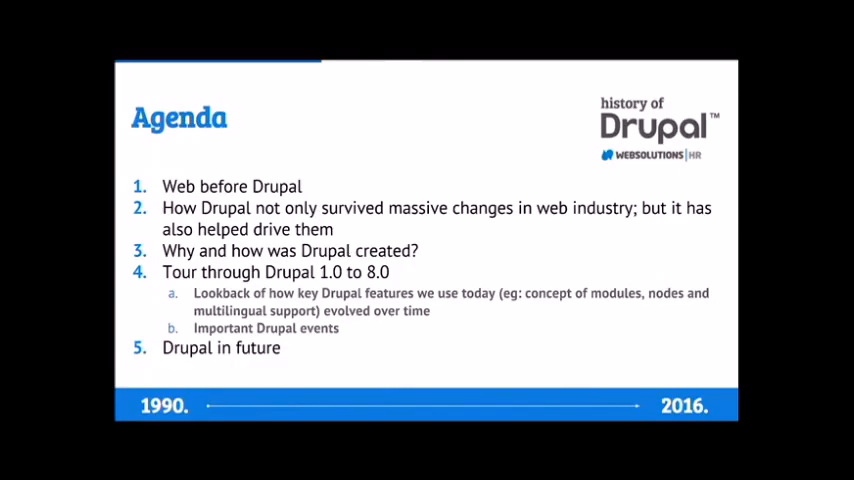 Agenda
history of
Drupal™
WEBSOLUTIONS|HR
1. Web before Drupal
2. How Drupal not only survived massive changes in web industry; but it has
also helped drive them
3. Why and how was Drupal created?
4. Tour through Drupal 1.0 to 8.0
a. Lookback of how key Drupal features we use today (eg: concept of modules, nodes and
multilingual support) evolved over time
b. Important Drupal events
5. Drupal in future
1990. 2016.